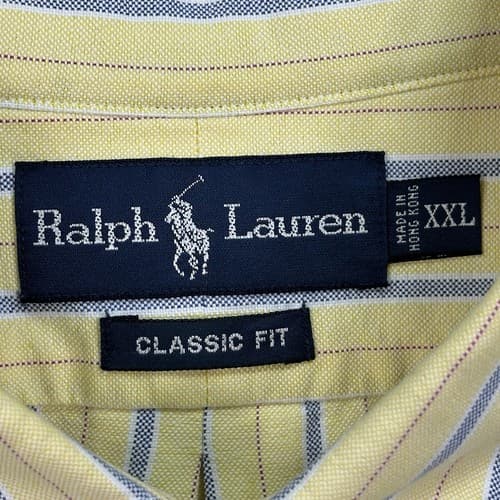 Ralph Lauren
MADE IN
HONG KONG
XXL
CLASSIC FIT